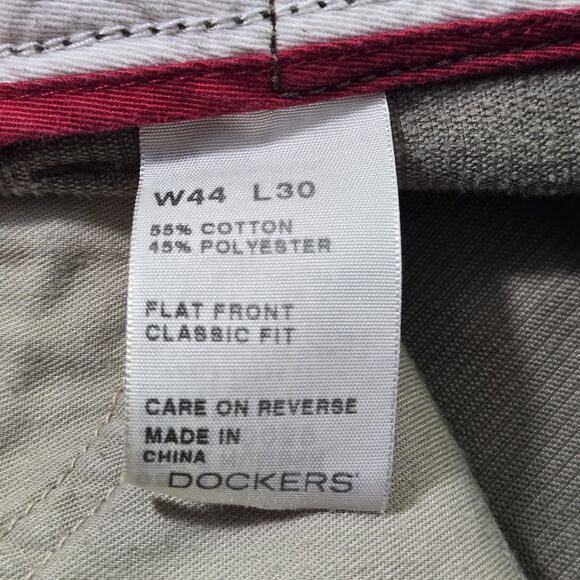 W44 L30
55% COTTON
45% POLYESTER
FLAT FRONT
CLASSIC FIT
CARE ON REVERSE
MADE IN
CHINA
DOCKERS